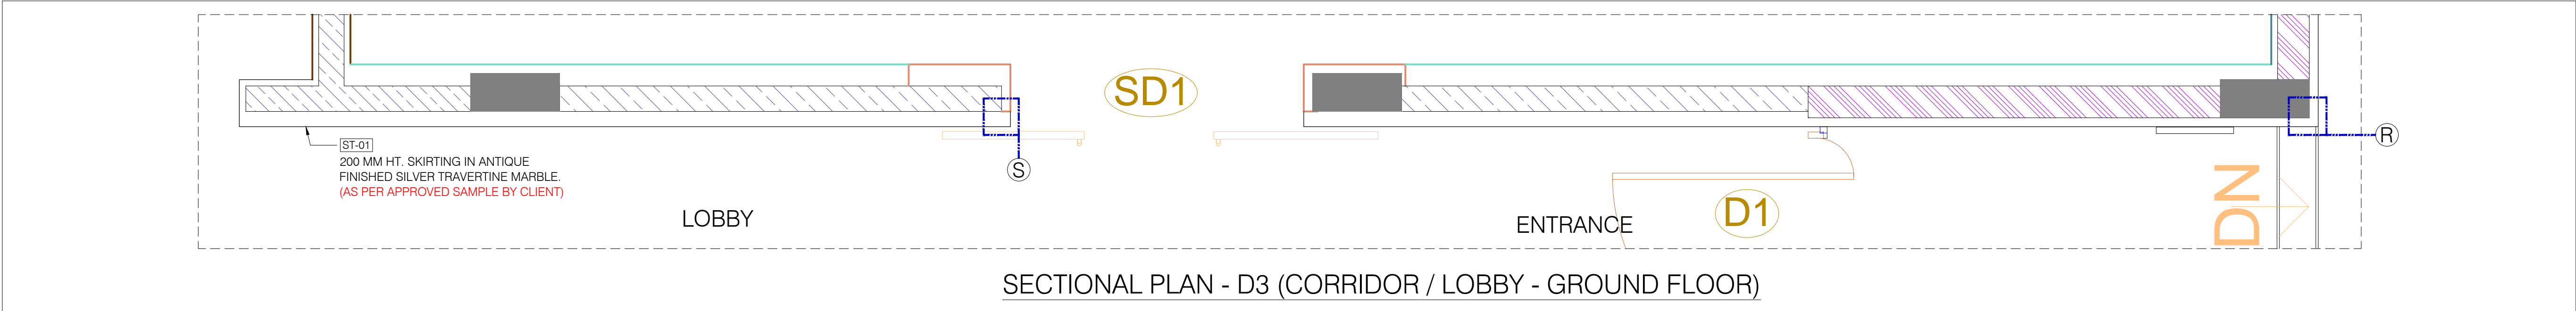 SD1
ST-01
200 MM HT. SKIRTING IN ANTIQUE
FINISHED SILVER TRAVERTINE MARBLE.
(AS PER APPROVED SAMPLE BY CLIENT)
S
R
LOBBY
ENTRANCE
D1
DN
SECTIONAL PLAN - D3 (CORRIDOR / LOBBY - GROUND FLOOR)